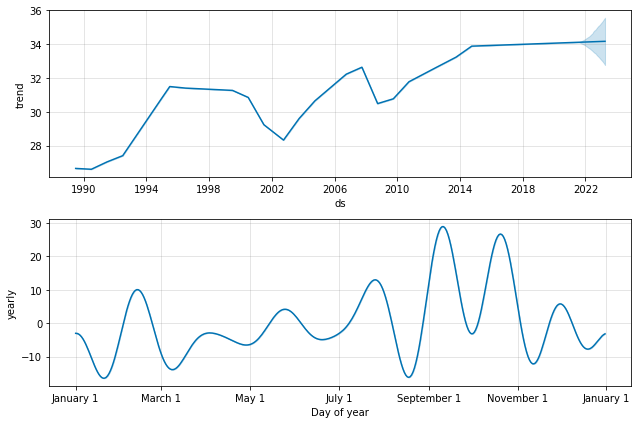 36
34
32
30
28
trend
1990 1994 1998 2002 2006 2010 2014 2018 2022
ds
30
20
10
0
−10
yearly
January 1 March 1 May 1 July 1 September 1 November 1 January 1
Day of year